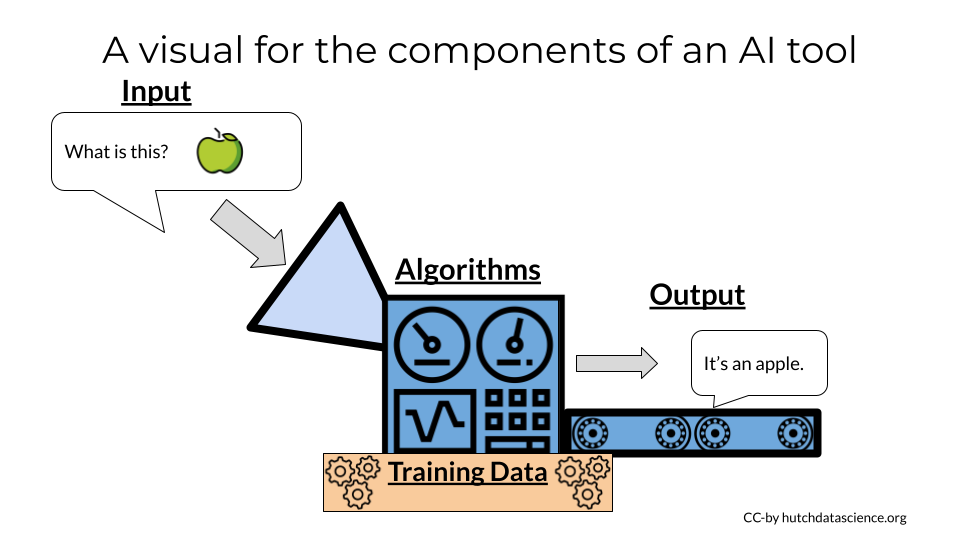 A visual for the components of an AI tool
Input
What is this?
Algorithms
Output
It’s an apple.
Training Data
CC-by hutchdatascience.org